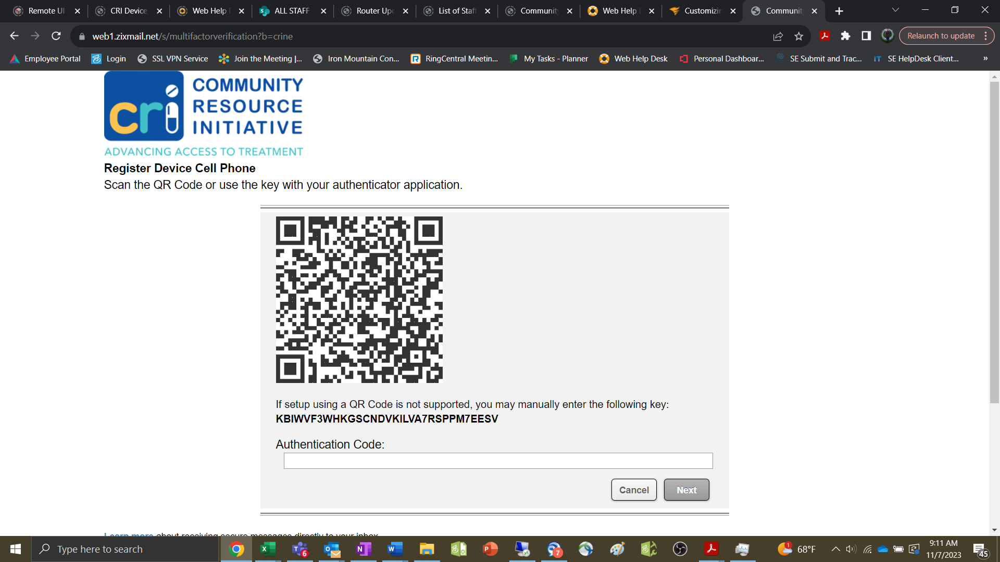 Remote UI
CRI Device
Web Help
ALL STAFF
Router Upd
List of Staff
Community
Web Help
Customizin
Communit
web1.zixmail.net/s/multifactorverification?b=crine
Relaunch to update
Employee Portal
Login
SSL VPN Service
Join the Meeting |...
Iron Mountain Con...
RingCentral Meetin...
My Tasks - Planner
Web Help Desk
Personal Dashboar...
SE Submit and Trac...
IT SE HelpDesk Client...
»
cri
COMMUNITY
RESOURCE
INITIATIVE
ADVANCING ACCESS TO TREATMENT
Register Device Cell Phone
Scan the QR Code or use the key with your authenticator application.
If setup using a QR Code is not supported, you may manually enter the following key:
KBIWVF3WHKGSCNDVKILVA7RSPPM7EESV
Authentication Code:
Cancel
Next
Learn more about receiving secure messages directly to your inbox
Type here to search
6
7
1
68°F
9:11 AM
11/7/2023
45